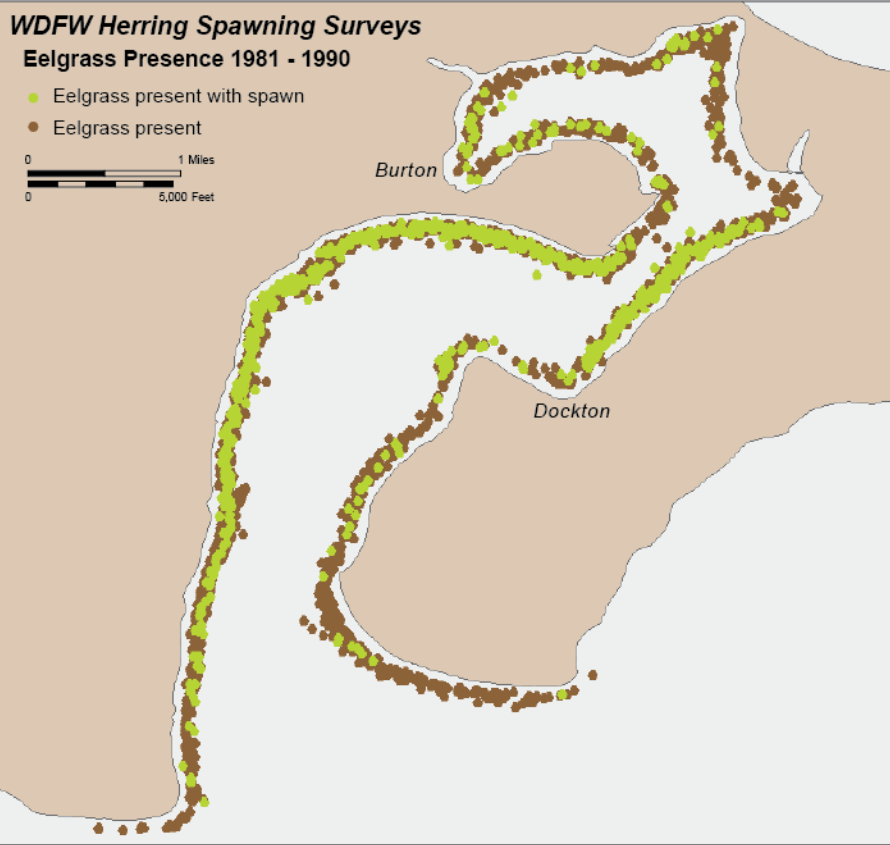 WDFW Herring Spawning Surveys
Eelgrass Presence 1981 - 1990
Eelgrass present with spawn
Eelgrass present
0 1 Miles
0 5,000 Feet
Burton
Dockton